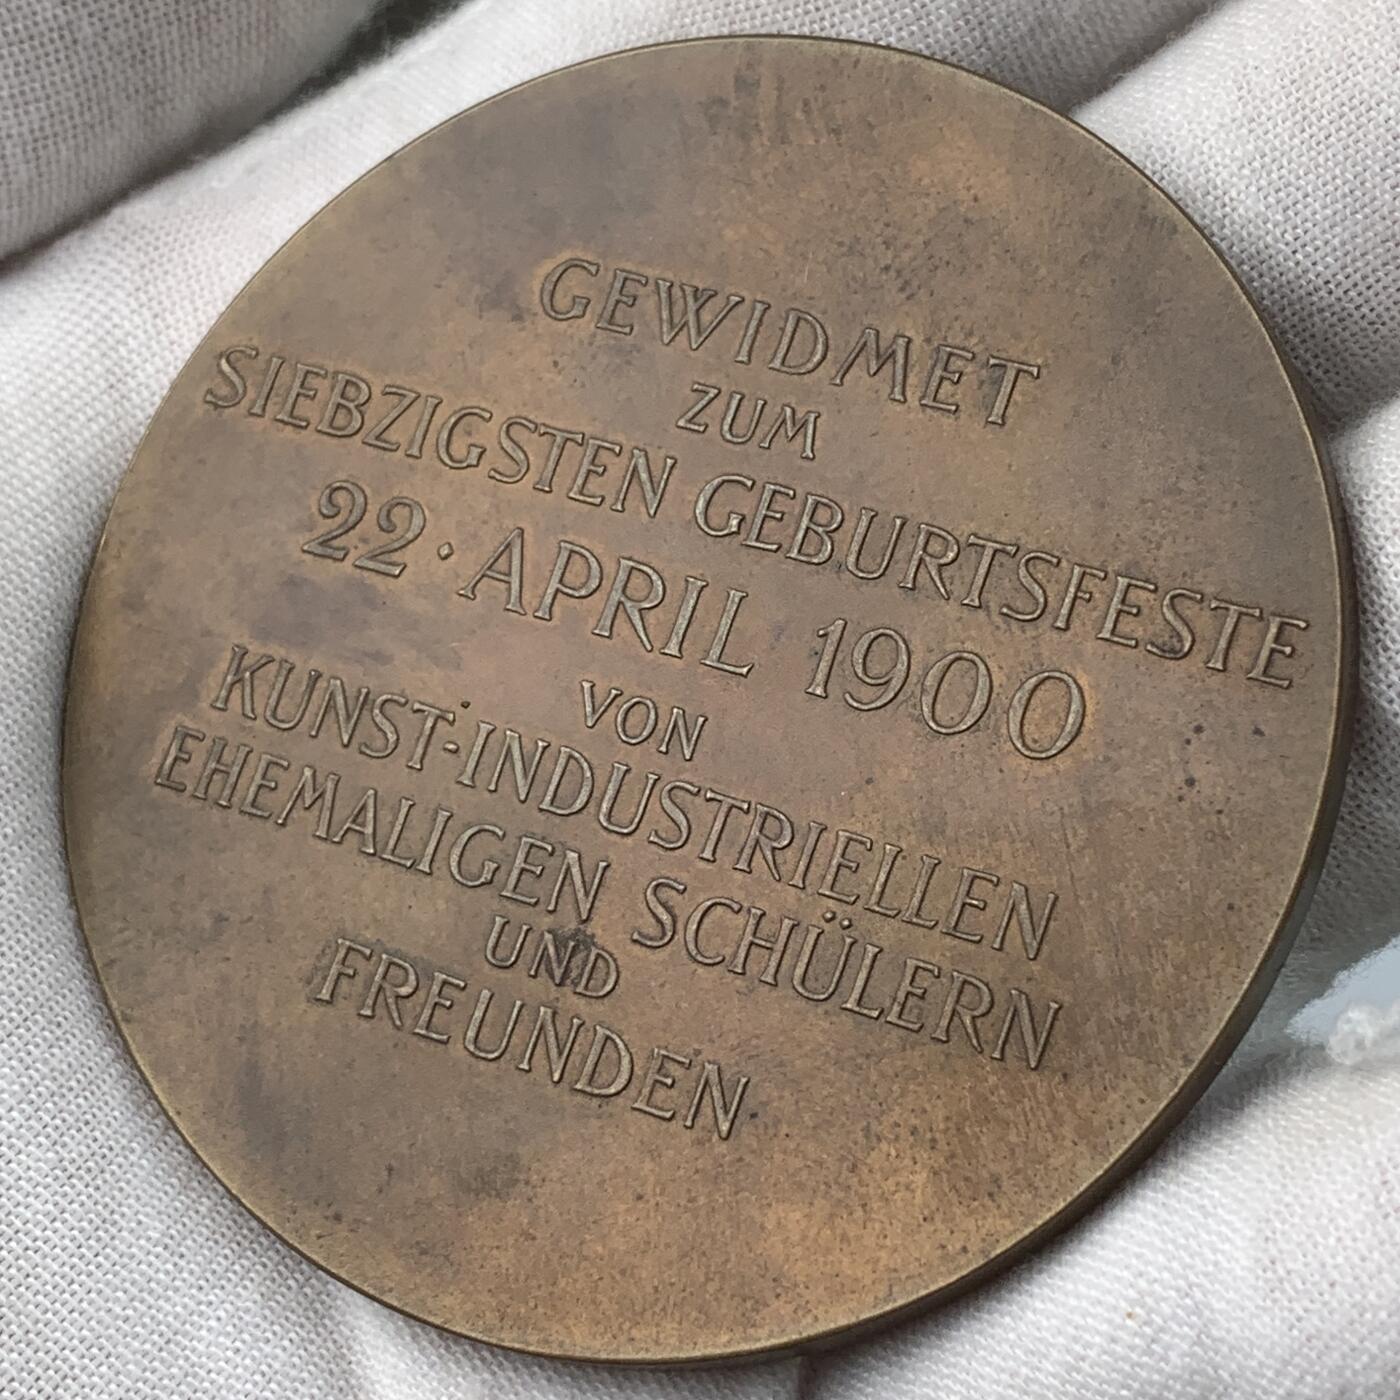 GEWIDMET
ZUM
SIEBZIGSTEN GEBURTSFESTE
22 · APRIL 1900
VON
KUNST-INDUSTRIELLEN
EHEMALIGEN SCHÜLERN
UND
FREUNDEN